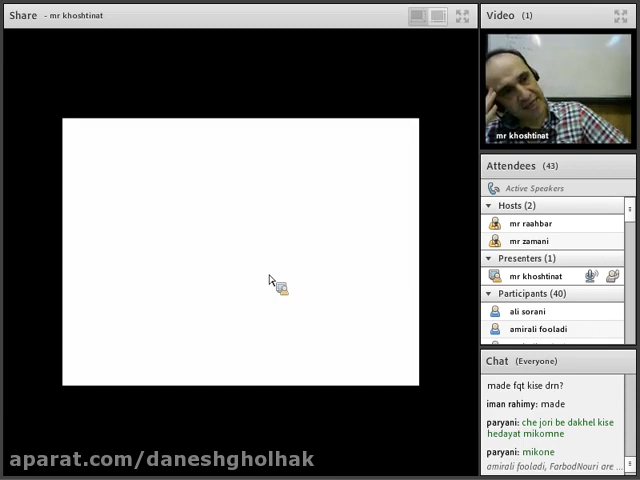 Share - mr khoshtinat
Video (1)
mr khoshtinat
Attendees (43)
Active Speakers
Hosts (2)
mr raahbar
mr zamani
Presenters (1)
mr khoshtinat
Participants (40)
ali sorani
amirali fooladi
Chat (Everyone)
made fqt kise drn?
iman rahimy: made
paryani: che jori be dakhel kise
hedayat mikomne
paryani: mikone
amirali fooladi, FarbodNouri are ...
aparat.com/daneshgholhak